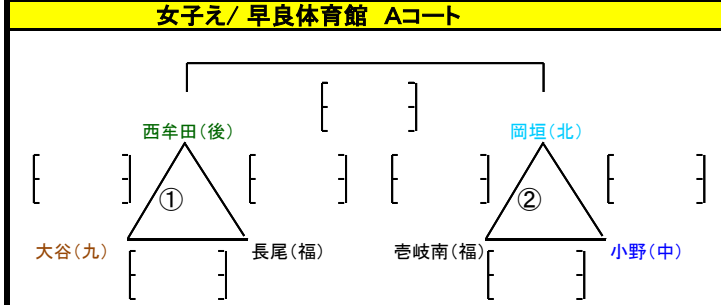 女子え/ 早良体育館 Aコート
西牟田(後) 岡垣(北)
① ②
大谷(九) 長尾(福) 壱岐南(福) 小野(中)